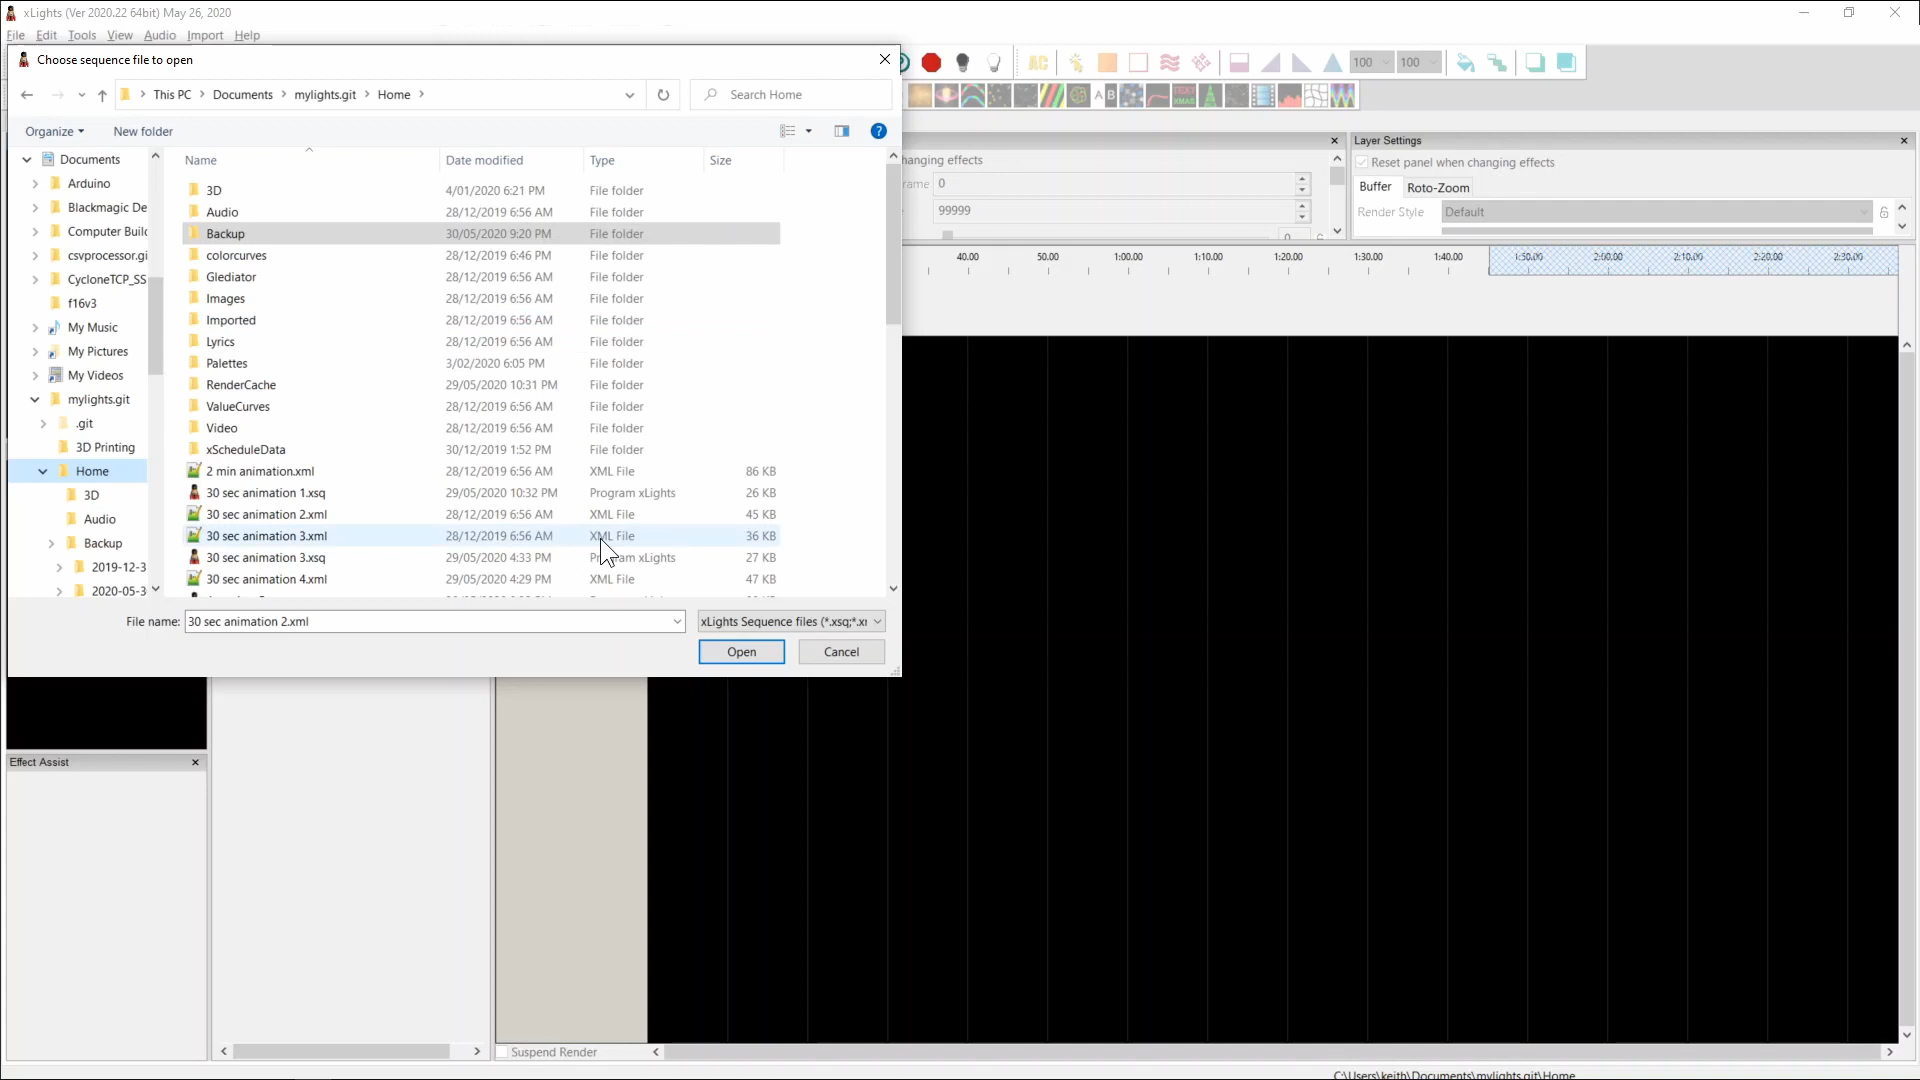 xLights (Ver 2020.22 64bit) May 26, 2020
File Edit Tools View Audio Import Help
Choose sequence file to open
This PC > Documents > mylights.git > Home >
Search Home
Organize New folder
AC 100 100
Documents
Arduino
Blackmagic De
Computer Builc
csvprocessor.gi
CycloneTCP_SS
f16v3
My Music
My Pictures
My Videos
mylights.git
.git
3D Printing
Home
3D
Audio
Backup
2019-12-3
2020-05-3
Name Date modified Type Size
3D 4/01/2020 6:21 PM File folder
Audio 28/12/2019 6:56 AM File folder
Backup 30/05/2020 9:20 PM File folder
colorcurves 28/12/2019 6:46 PM File folder
Glediator 28/12/2019 6:56 AM File folder
Images 28/12/2019 6:56 AM File folder
Imported 28/12/2019 6:56 AM File folder
Lyrics 28/12/2019 6:56 AM File folder
Palettes 3/02/2020 6:05 PM File folder
RenderCache 29/05/2020 10:31 PM File folder
ValueCurves 28/12/2019 6:56 AM File folder
Video 28/12/2019 6:56 AM File folder
xScheduleData 30/12/2019 1:52 PM File folder
2 min animation.xml 28/12/2019 6:56 AM XML File 86 KB
30 sec animation 1.xsq 29/05/2020 10:32 PM Program xLights 26 KB
30 sec animation 2.xml 28/12/2019 6:56 AM XML File 45 KB
30 sec animation 3.xml 28/12/2019 6:56 AM XML File 36 KB
30 sec animation 3.xsq 29/05/2020 4:33 PM xLights 27 KB
30 sec animation 4.xml 29/05/2020 4:29 PM XML File 47 KB
File name: 30 sec animation 2.xml
xLights Sequence files (*.xsq;*.xr
Open Cancel
hanging effects
rame 0
99999
0
Layer Settings
Reset panel when changing effects
Buffer Roto-Zoom
Render Style Default
40.00 50.00 1:00.00 1:10.00 1:20.00 1:30.00 1:40.00 1:50.00 2:00.00 2:10.00 2:20.00 2:30.00
Effect Assist
Suspend Render
C:\Users\keith\Documents\mylights.git\Home